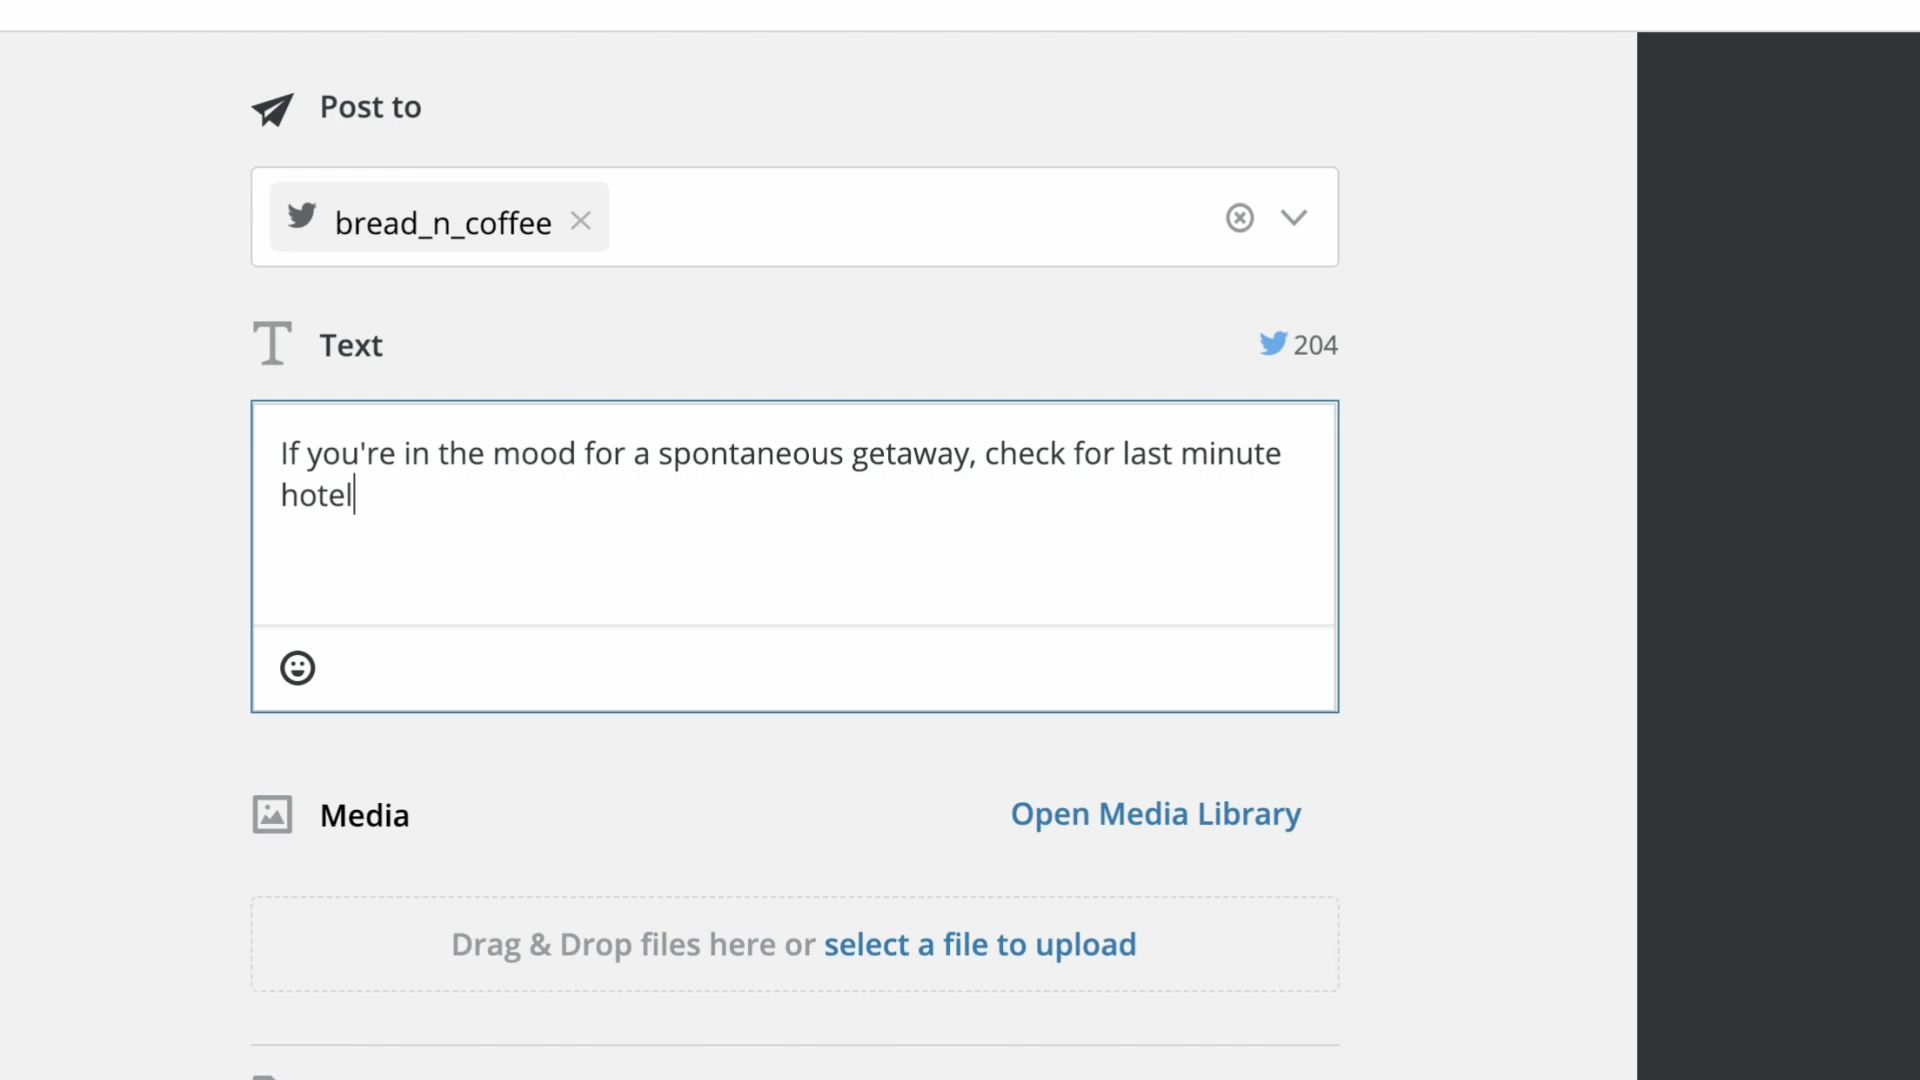 Post to
bread_n_coffee
Text
204
If you're in the mood for a spontaneous getaway, check for last minute
hotel
Media
Open Media Library
Drag & Drop files here or select a file to upload